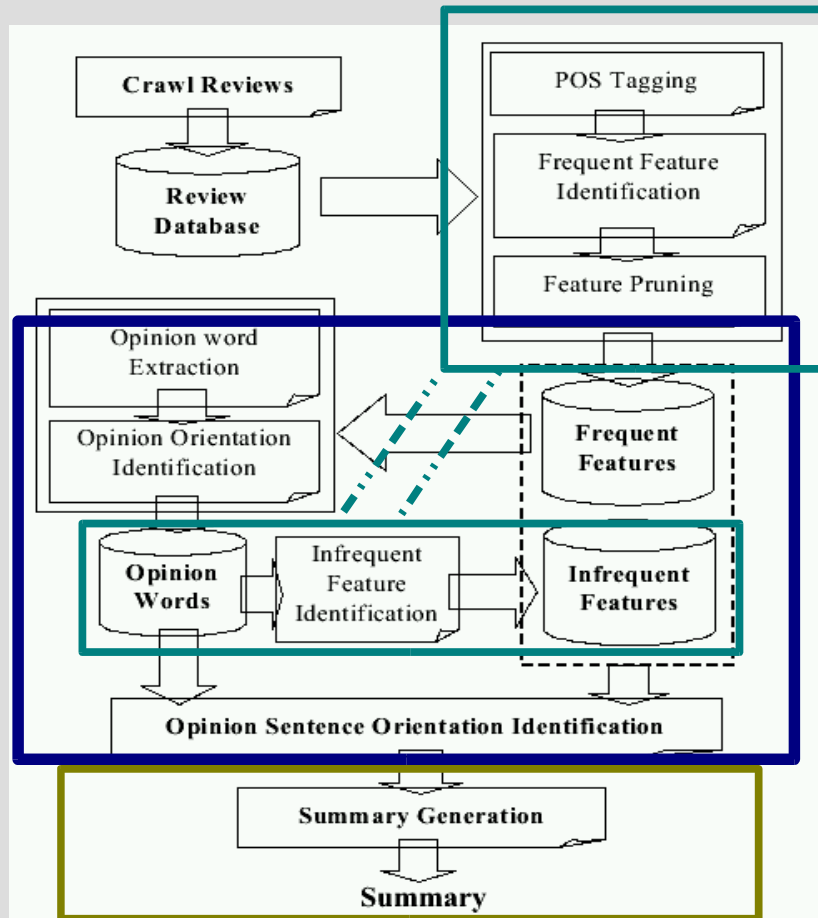 Crawl Reviews
Review
Database
POS Tagging
Frequent Feature
Identification
Feature Pruning
Opinion word
Extraction
Opinion Orientation
Identification
Frequent
Features
Opinion
Words
Infrequent
Feature
Identification
Infrequent
Features
Opinion Sentence Orientation Identification
Summary Generation
Summary